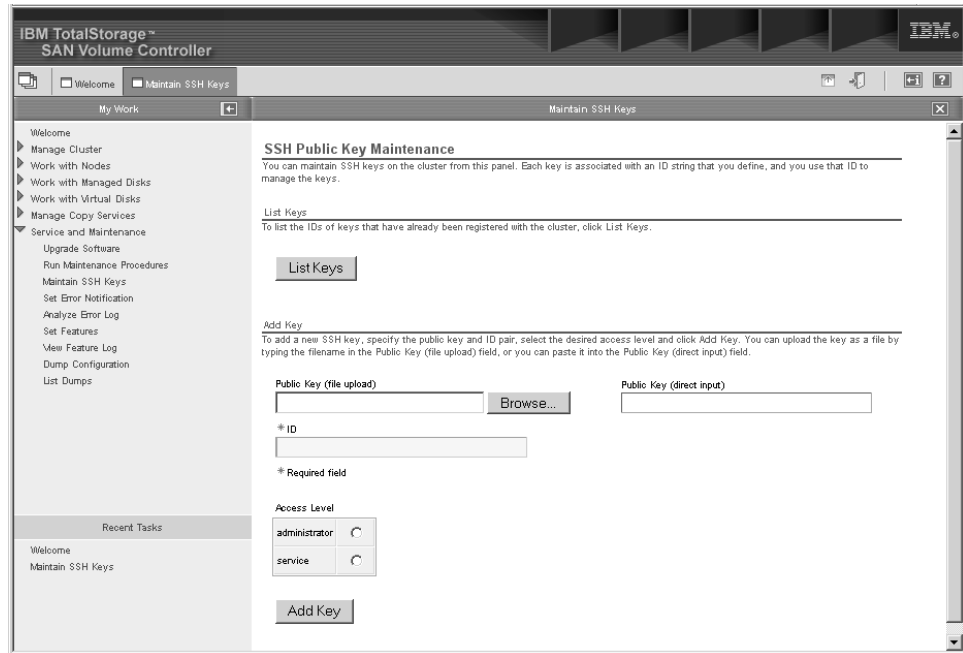 IBM TotalStorage™
SAN Volume Controller
IBM®
Welcome
Maintain SSH Keys
?
My Work
Maintain SSH Keys
Welcome
Manage Cluster
Work with Nodes
Work with Managed Disks
Work with Virtual Disks
Manage Copy Services
Service and Maintenance
Upgrade Software
Run Maintenance Procedures
Maintain SSH Keys
Set Error Notification
Analyze Error Log
Set Features
View Feature Log
Dump Configuration
List Dumps
Recent Tasks
Welcome
Maintain SSH Keys
SSH Public Key Maintenance
You can maintain SSH keys on the cluster from this panel. Each key is associated with an ID string that you define, and you use that ID to
manage the keys.
List Keys
To list the IDs of keys that have already been registered with the cluster, click List Keys.
List Keys
Add Key
To add a new SSH key, specify the public key and ID pair, select the desired access level and click Add Key. You can upload the key as a file by
typing the filename in the Public Key (file upload) field, or you can paste it into the Public Key (direct input) field.
Public Key (file upload)
Public Key (direct input)
Browse...
* ID
* Required field
Access Level
administrator
service
Add Key